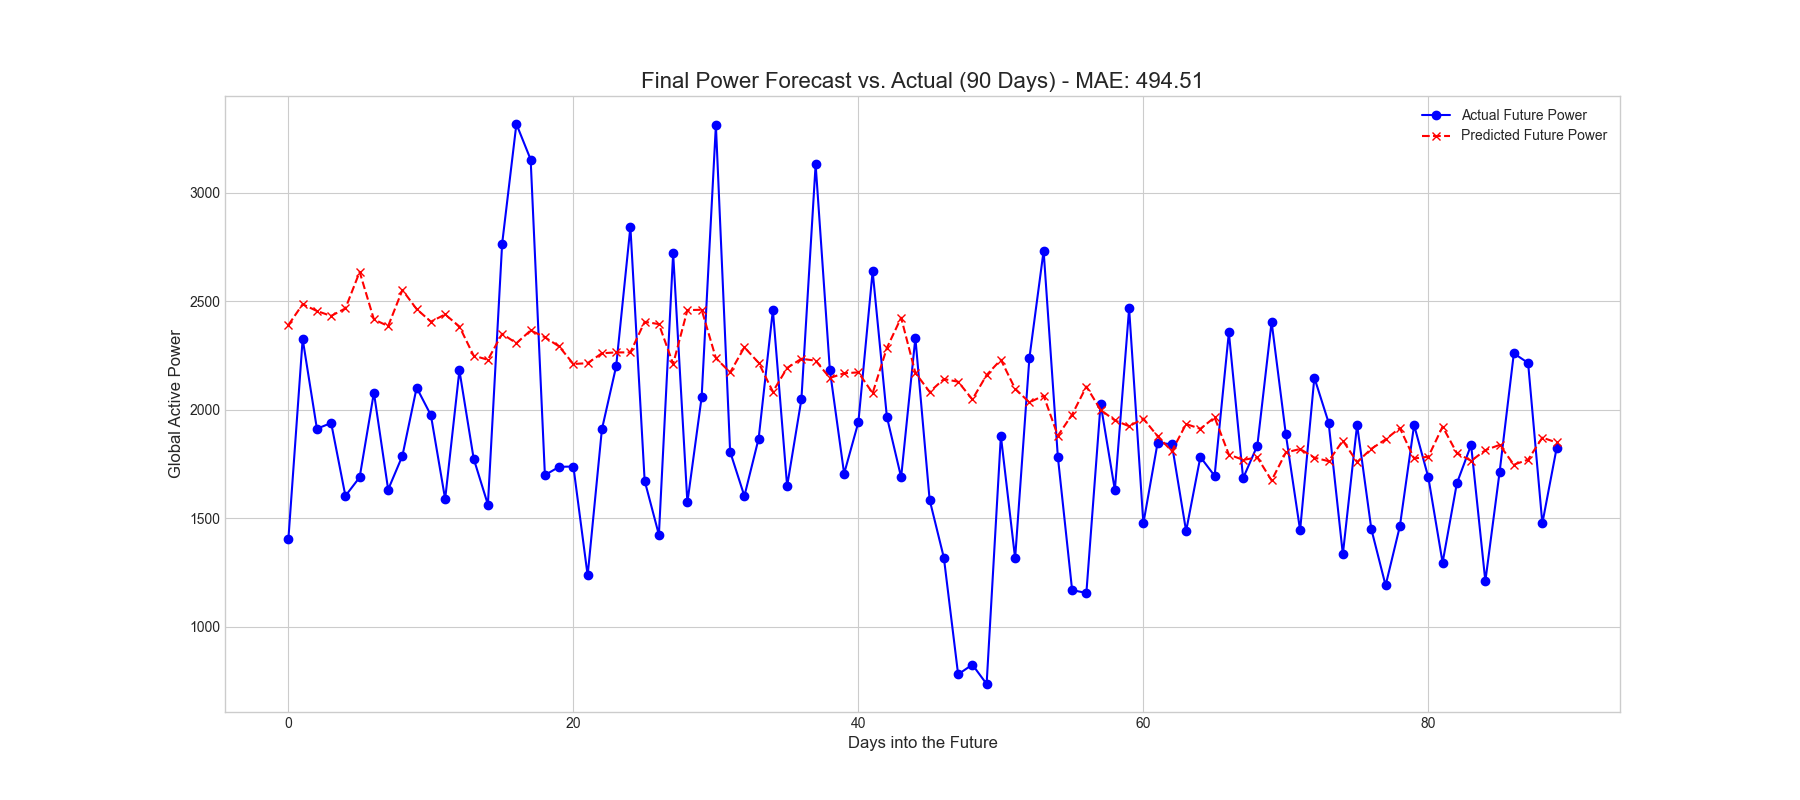 Final Power Forecast vs. Actual (90 Days) - MAE: 494.51
Actual Future Power
Predicted Future Power
Global Active Power
3000
2500
2000
1500
1000
0
20
40
60
80
Days into the Future